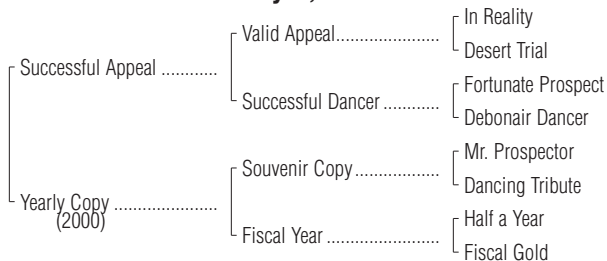 In Reality
Valid Appeal....................
Desert Trial
Successful Appeal ............
Fortunate Prospect
Successful Dancer ............
Debonair Dancer
Mr. Prospector
Souvenir Copy..................
Dancing Tribute
Yearly Copy ......................
(2000)
Half a Year
Fiscal Year ........................
Fiscal Gold